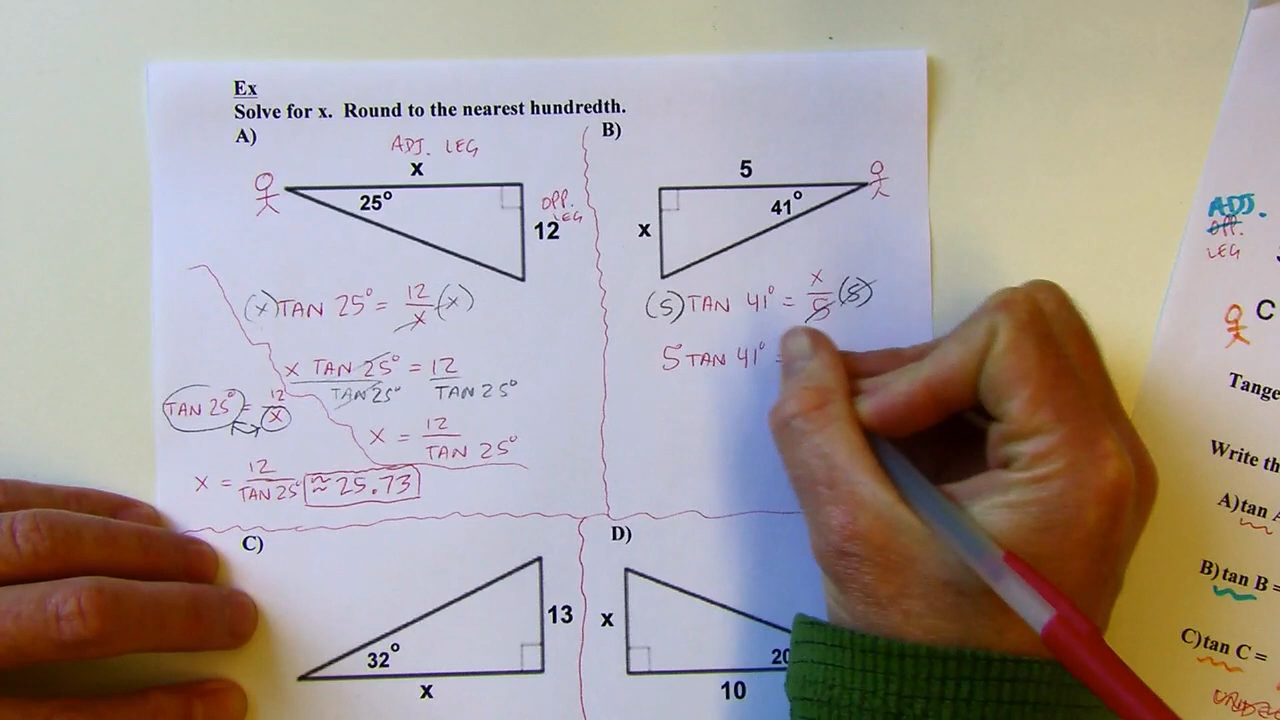 Ex
Solve for x. Round to the nearest hundredth.
A)
ADJ. LEG
x
25°
OPP.
LEG
12
(x)TAN 25° = 12/x (x)
x TAN 25°/TAN 25° = 12/TAN 25°
TAN 25° = 12/x
x = 12/TAN 25°
x = 12/TAN 25° ≈ 25.73
B)
5
41°
x
(5)TAN 41° = x/5 (5)
5 TAN 41° =
C)
13
32°
x
D)
x
20
10
ADJ.
OPP.
LEG
C
Tange
Write th
A) tan A
B) tan B =
C) tan C =